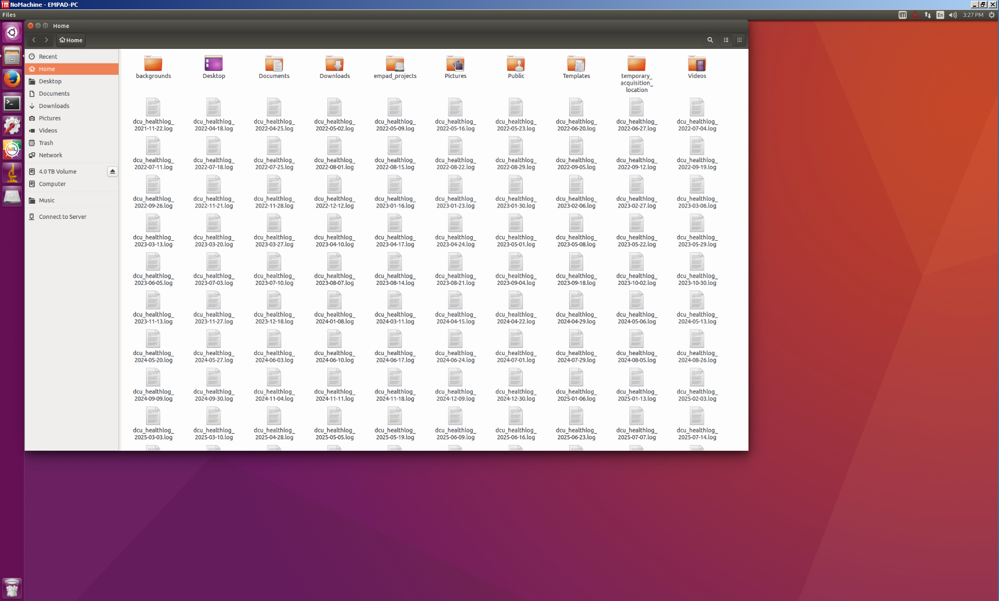 NoMachine - EMPAD-PC
Files
En
3:27 PM
Home
Home
Recent
Home
Desktop
Documents
Downloads
Pictures
Videos
Trash
Network
4.0 TB Volume
Computer
Music
Connect to Server
MIL
backgrounds Desktop Documents Downloads empad_projects Pictures Public Templates temporary_ Videos
acquisition_
location
dcu_healthlog_ dcu_healthlog_ dcu_healthlog_ dcu_healthlog_ dcu_healthlog_ dcu_healthlog_ dcu_healthlog_ dcu_healthlog_ dcu_healthlog_ dcu_healthlog_
2021-11-22.log 2022-04-18.log 2022-04-25.log 2022-05-02.log 2022-05-09.log 2022-05-16.log 2022-05-23.log 2022-06-20.log 2022-06-27.log 2022-07-04.log
dcu_healthlog_ dcu_healthlog_ dcu_healthlog_ dcu_healthlog_ dcu_healthlog_ dcu_healthlog_ dcu_healthlog_ dcu_healthlog_ dcu_healthlog_ dcu_healthlog_
2022-07-11.log 2022-07-18.log 2022-07-25.log 2022-08-01.log 2022-08-15.log 2022-08-22.log 2022-08-29.log 2022-09-05.log 2022-09-12.log 2022-09-19.log
dcu_healthlog_ dcu_healthlog_ dcu_healthlog_ dcu_healthlog_ dcu_healthlog_ dcu_healthlog_ dcu_healthlog_ dcu_healthlog_ dcu_healthlog_ dcu_healthlog_
2022-09-26.log 2022-11-21.log 2022-11-28.log 2022-12-12.log 2023-01-16.log 2023-01-23.log 2023-01-30.log 2023-02-06.log 2023-02-27.log 2023-03-06.log
dcu_healthlog_ dcu_healthlog_ dcu_healthlog_ dcu_healthlog_ dcu_healthlog_ dcu_healthlog_ dcu_healthlog_ dcu_healthlog_ dcu_healthlog_ dcu_healthlog_
2023-03-13.log 2023-03-20.log 2023-03-27.log 2023-04-10.log 2023-04-17.log 2023-04-24.log 2023-05-01.log 2023-05-08.log 2023-05-22.log 2023-05-29.log
dcu_healthlog_ dcu_healthlog_ dcu_healthlog_ dcu_healthlog_ dcu_healthlog_ dcu_healthlog_ dcu_healthlog_ dcu_healthlog_ dcu_healthlog_ dcu_healthlog_
2023-06-05.log 2023-07-03.log 2023-07-10.log 2023-08-07.log 2023-08-14.log 2023-08-21.log 2023-09-04.log 2023-09-18.log 2023-10-02.log 2023-10-30.log
dcu_healthlog_ dcu_healthlog_ dcu_healthlog_ dcu_healthlog_ dcu_healthlog_ dcu_healthlog_ dcu_healthlog_ dcu_healthlog_ dcu_healthlog_ dcu_healthlog_
2023-11-13.log 2023-11-27.log 2023-12-18.log 2024-01-08.log 2024-03-11.log 2024-04-15.log 2024-04-22.log 2024-04-29.log 2024-05-06.log 2024-05-13.log
dcu_healthlog_ dcu_healthlog_ dcu_healthlog_ dcu_healthlog_ dcu_healthlog_ dcu_healthlog_ dcu_healthlog_ dcu_healthlog_ dcu_healthlog_ dcu_healthlog_
2024-05-20.log 2024-05-27.log 2024-06-03.log 2024-06-10.log 2024-06-17.log 2024-06-24.log 2024-07-01.log 2024-07-29.log 2024-08-05.log 2024-08-26.log
dcu_healthlog_ dcu_healthlog_ dcu_healthlog_ dcu_healthlog_ dcu_healthlog_ dcu_healthlog_ dcu_healthlog_ dcu_healthlog_ dcu_healthlog_ dcu_healthlog_
2024-09-09.log 2024-09-30.log 2024-11-04.log 2024-11-11.log 2024-11-18.log 2024-12-09.log 2024-12-30.log 2025-01-06.log 2025-01-13.log 2025-02-03.log
dcu_healthlog_ dcu_healthlog_ dcu_healthlog_ dcu_healthlog_ dcu_healthlog_ dcu_healthlog_ dcu_healthlog_ dcu_healthlog_ dcu_healthlog_ dcu_healthlog_
2025-03-03.log 2025-03-10.log 2025-04-28.log 2025-05-05.log 2025-05-19.log 2025-06-09.log 2025-06-16.log 2025-06-23.log 2025-07-07.log 2025-07-14.log